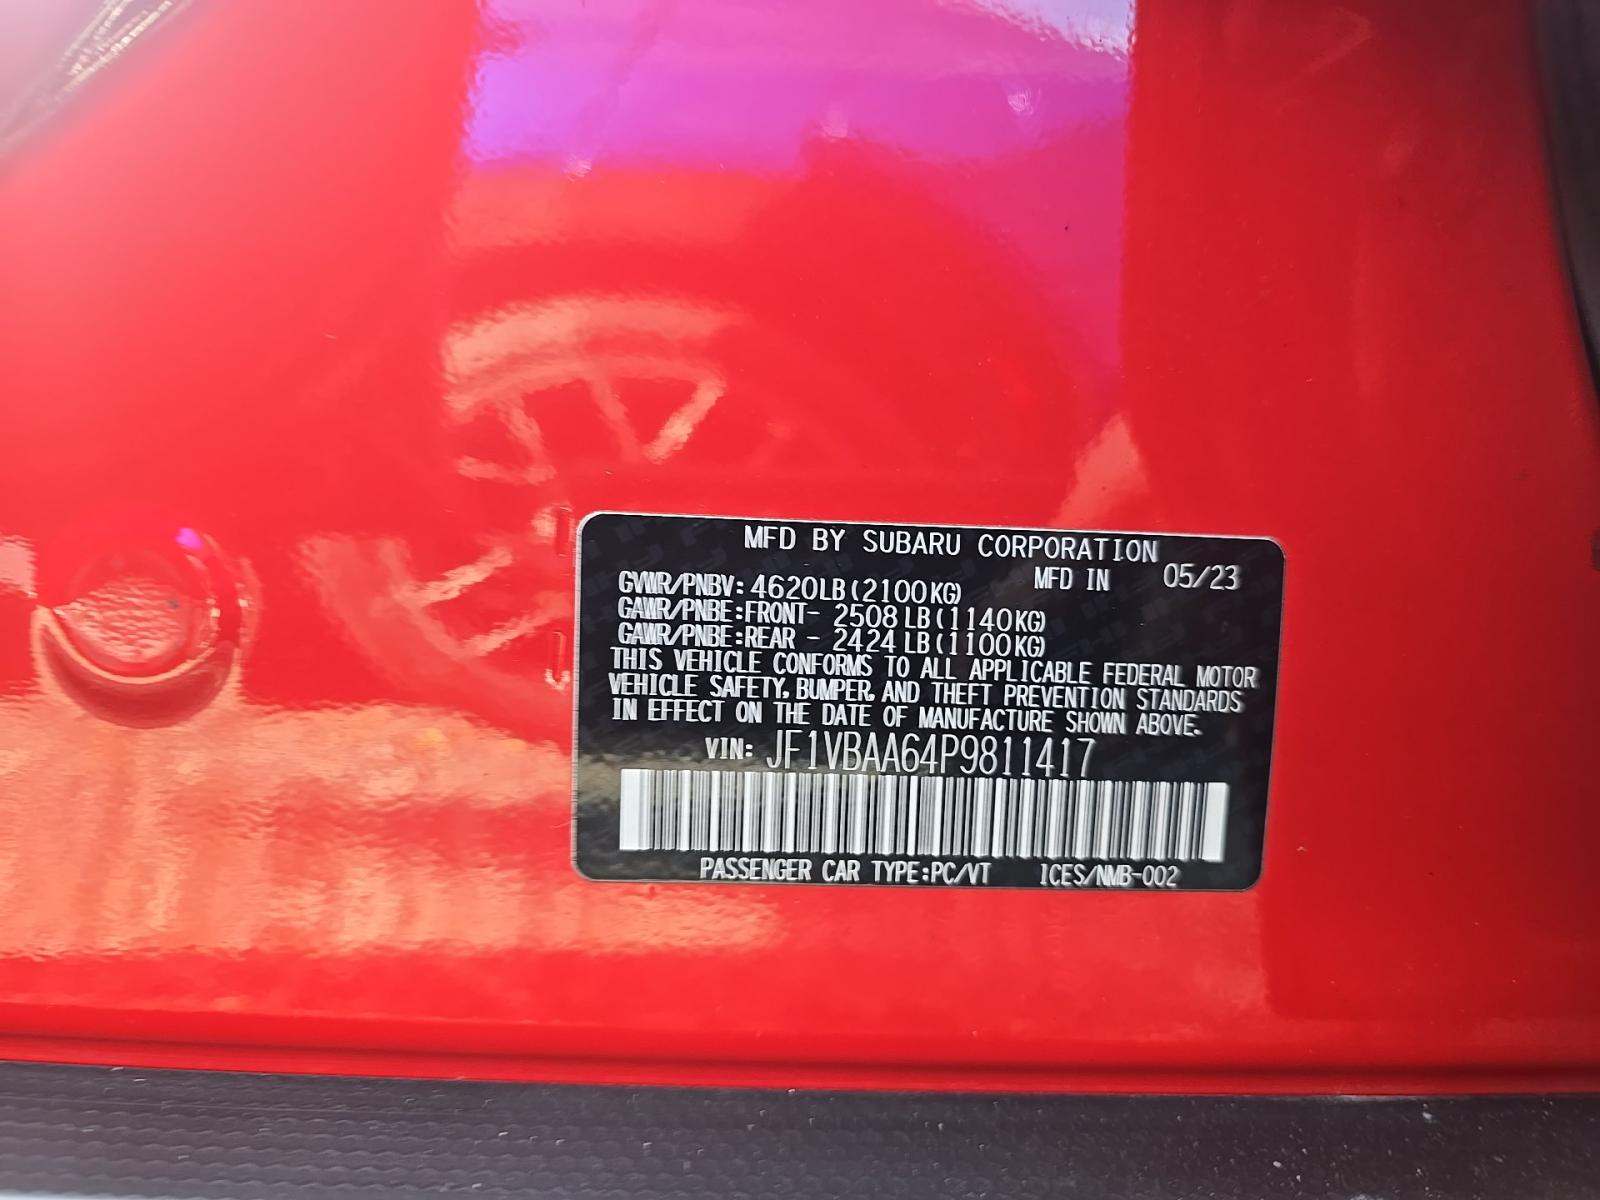 MFD BY SUBARU CORPORATION
MFD IN 05/23
GVWR/PNBV: 4620LB(2100KG)
GAWR/PNBE:FRONT- 2508 LB(1140KG)
GAWR/PNBE:REAR - 2424 LB(1100KG)
THIS VEHICLE CONFORMS TO ALL APPLICABLE FEDERAL MOTOR
VEHICLE SAFETY, BUMPER, AND THEFT PREVENTION STANDARDS
IN EFFECT ON THE DATE OF MANUFACTURE SHOWN ABOVE.
VIN: JF1VBAA64P9811417
PASSENGER CAR TYPE:PC/VT ICES/NMB-002